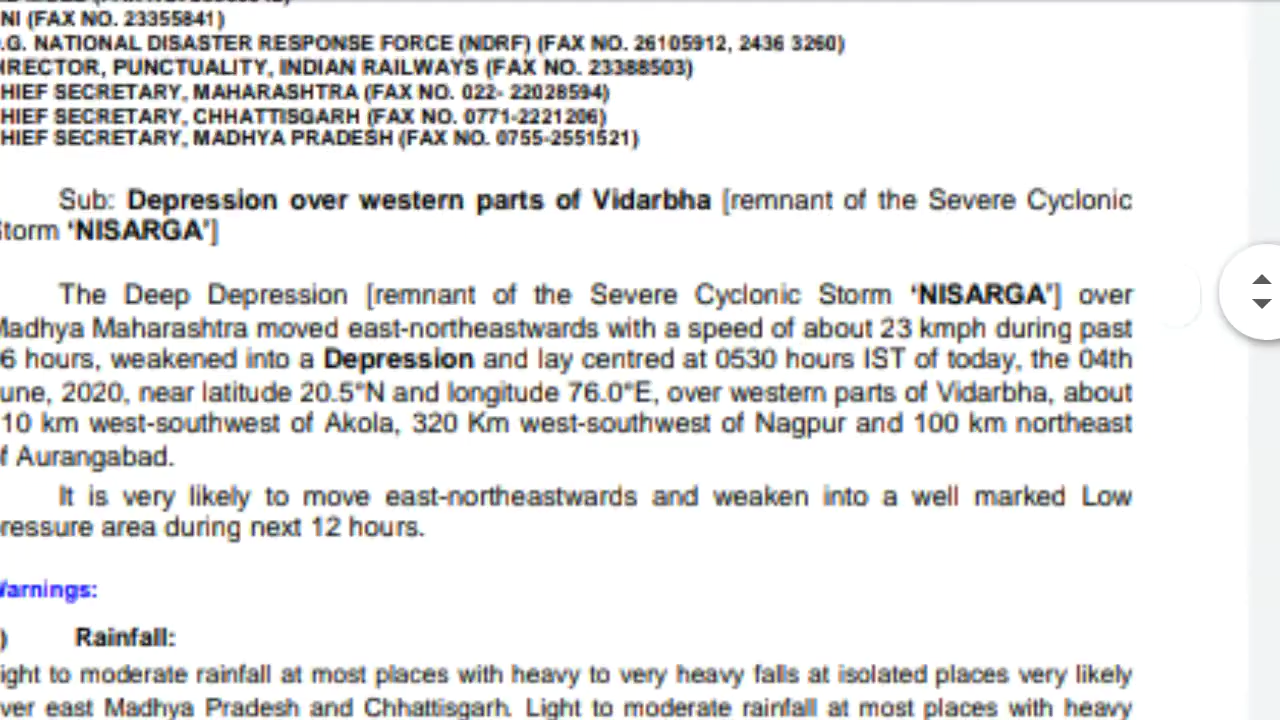 NI (FAX NO. 23355841)
.G. NATIONAL DISASTER RESPONSE FORCE (NDRF) (FAX NO. 26105912, 2436 3260)
IRECTOR, PUNCTUALITY, INDIAN RAILWAYS (FAX NO. 23388503)
HIEF SECRETARY, MAHARASHTRA (FAX NO. 022- 22028594)
HIEF SECRETARY, CHHATTISGARH (FAX NO. 0771-2221206)
HIEF SECRETARY, MADHYA PRADESH (FAX NO. 0755-2551521)
Sub: Depression over western parts of Vidarbha [remnant of the Severe Cyclonic
Storm ‘NISARGA’]
The Deep Depression [remnant of the Severe Cyclonic Storm ‘NISARGA’] over
Madhya Maharashtra moved east-northeastwards with a speed of about 23 kmph during past
6 hours, weakened into a Depression and lay centred at 0530 hours IST of today, the 04th
une, 2020, near latitude 20.5°N and longitude 76.0°E, over western parts of Vidarbha, about
10 km west-southwest of Akola, 320 Km west-southwest of Nagpur and 100 km northeast
f Aurangabad.
It is very likely to move east-northeastwards and weaken into a well marked Low
ressure area during next 12 hours.
Warnings:
) Rainfall:
ight to moderate rainfall at most places with heavy to very heavy falls at isolated places very likely
ver east Madhya Pradesh and Chhattisgarh. Light to moderate rainfall at most places with heavy